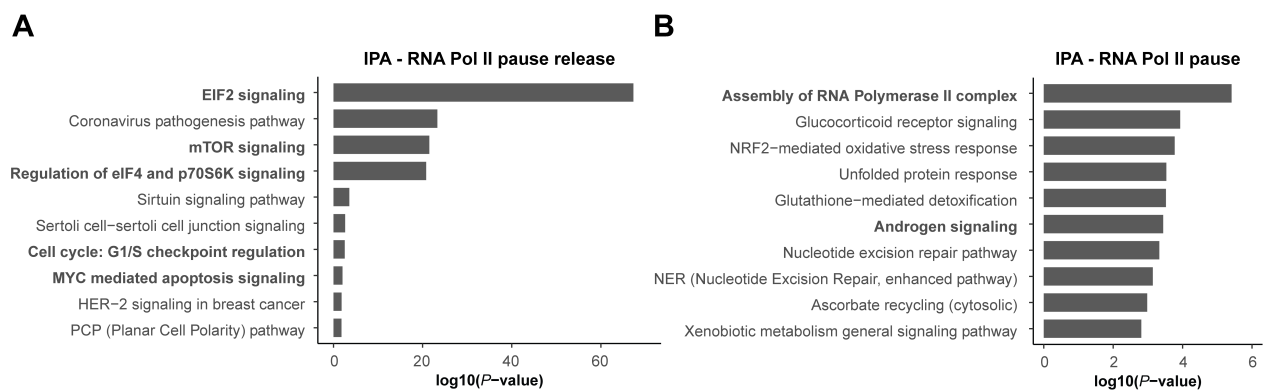 A
IPA - RNA Pol II pause release
EIF2 signaling
Coronavirus pathogenesis pathway
mTOR signaling
Regulation of eIF4 and p70S6K signaling
Sirtuin signaling pathway
Sertoli cell−sertoli cell junction signaling
Cell cycle: G1/S checkpoint regulation
MYC mediated apoptosis signaling
HER−2 signaling in breast cancer
PCP (Planar Cell Polarity) pathway
0 20 40 60
log10(P−value)
B
IPA - RNA Pol II pause
Assembly of RNA Polymerase II complex
Glucocorticoid receptor signaling
NRF2−mediated oxidative stress response
Unfolded protein response
Glutathione−mediated detoxification
Androgen signaling
Nucleotide excision repair pathway
NER (Nucleotide Excision Repair, enhanced pathway)
Ascorbate recycling (cytosolic)
Xenobiotic metabolism general signaling pathway
0 2 4 6
log10(P−value)